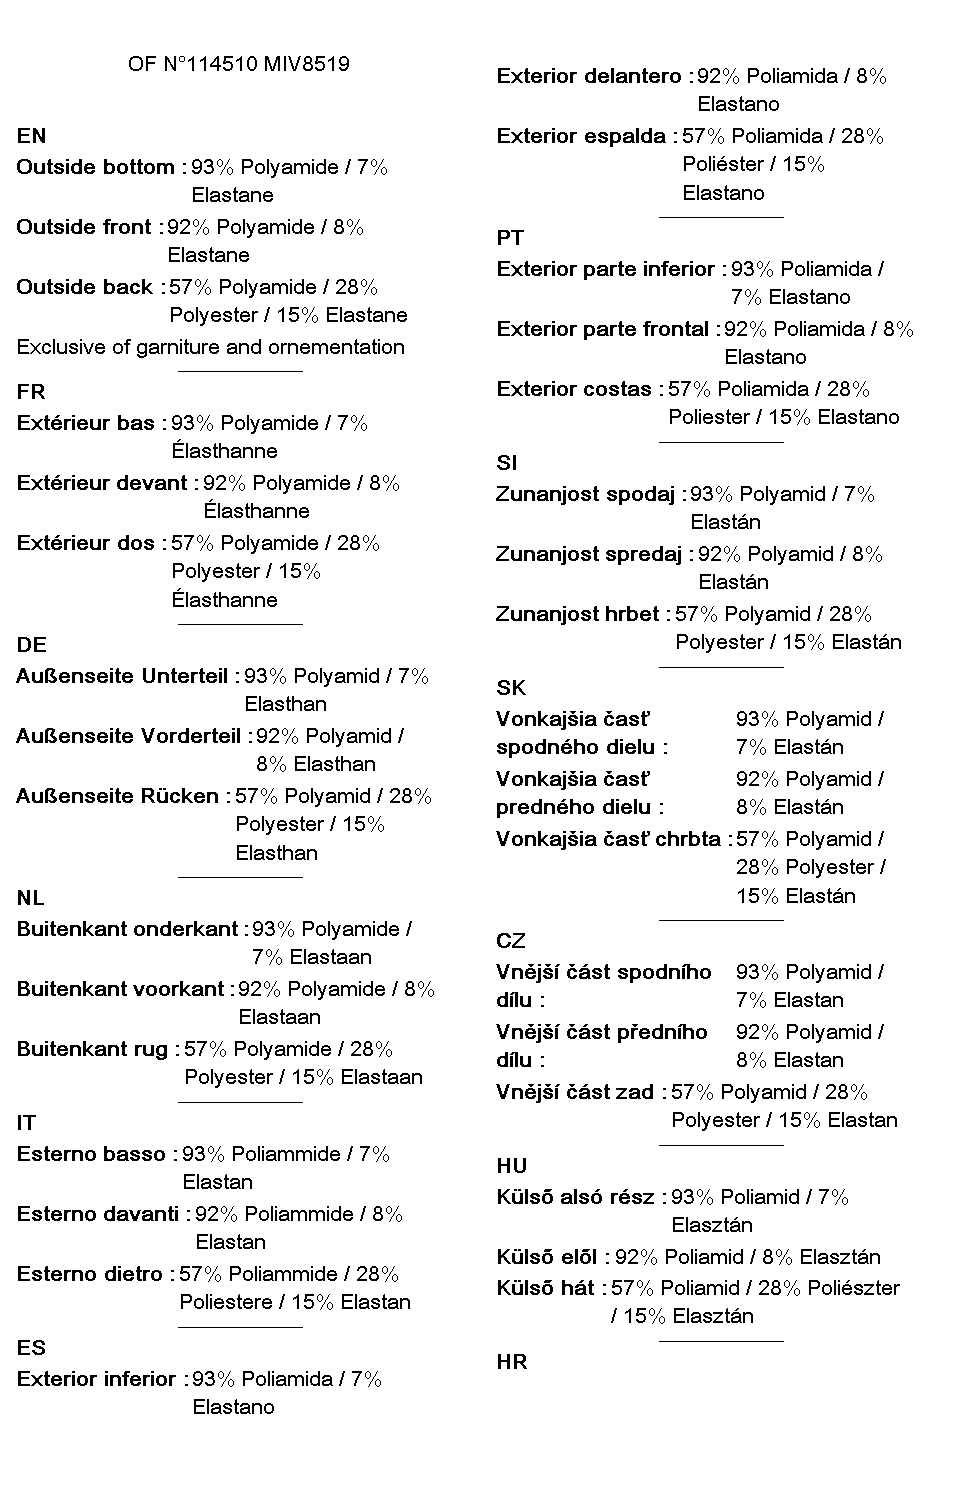 OF N°114510 MIV8519
EN
Outside bottom : 93% Polyamide / 7%
Elastane
Outside front : 92% Polyamide / 8%
Elastane
Outside back : 57% Polyamide / 28%
Polyester / 15% Elastane
Exclusive of garniture and ornementation
FR
Extérieur bas : 93% Polyamide / 7%
Élasthanne
Extérieur devant : 92% Polyamide / 8%
Élasthanne
Extérieur dos : 57% Polyamide / 28%
Polyester / 15%
Élasthanne
DE
Außenseite Unterteil : 93% Polyamid / 7%
Elasthan
Außenseite Vorderteil : 92% Polyamid /
8% Elasthan
Außenseite Rücken : 57% Polyamid / 28%
Polyester / 15%
Elasthan
NL
Buitenkant onderkant : 93% Polyamide /
7% Elastaan
Buitenkant voorkant : 92% Polyamide / 8%
Elastaan
Buitenkant rug : 57% Polyamide / 28%
Polyester / 15% Elastaan
IT
Esterno basso : 93% Poliammide / 7%
Elastan
Esterno davanti : 92% Poliammide / 8%
Elastan
Esterno dietro : 57% Poliammide / 28%
Poliestere / 15% Elastan
ES
Exterior inferior : 93% Poliamida / 7%
Elastano
Exterior delantero : 92% Poliamida / 8%
Elastano
Exterior espalda : 57% Poliamida / 28%
Poliéster / 15%
Elastano
PT
Exterior parte inferior : 93% Poliamida /
7% Elastano
Exterior parte frontal : 92% Poliamida / 8%
Elastano
Exterior costas : 57% Poliamida / 28%
Poliester / 15% Elastano
SI
Zunanjost spodaj : 93% Polyamid / 7%
Elastán
Zunanjost spredaj : 92% Polyamid / 8%
Elastán
Zunanjost hrbet : 57% Polyamid / 28%
Polyester / 15% Elastán
SK
Vonkajšia časť 93% Polyamid /
spodného dielu : 7% Elastán
Vonkajšia časť 92% Polyamid /
predného dielu : 8% Elastán
Vonkajšia časť chrbta : 57% Polyamid /
28% Polyester /
15% Elastán
CZ
Vnější část spodního 93% Polyamid /
dílu : 7% Elastan
Vnější část předního 92% Polyamid /
dílu : 8% Elastan
Vnější část zad : 57% Polyamid / 28%
Polyester / 15% Elastan
HU
Külső alsó rész : 93% Poliamid / 7%
Elasztán
Külső elől : 92% Poliamid / 8% Elasztán
Külső hát : 57% Poliamid / 28% Poliészter
/ 15% Elasztán
HR